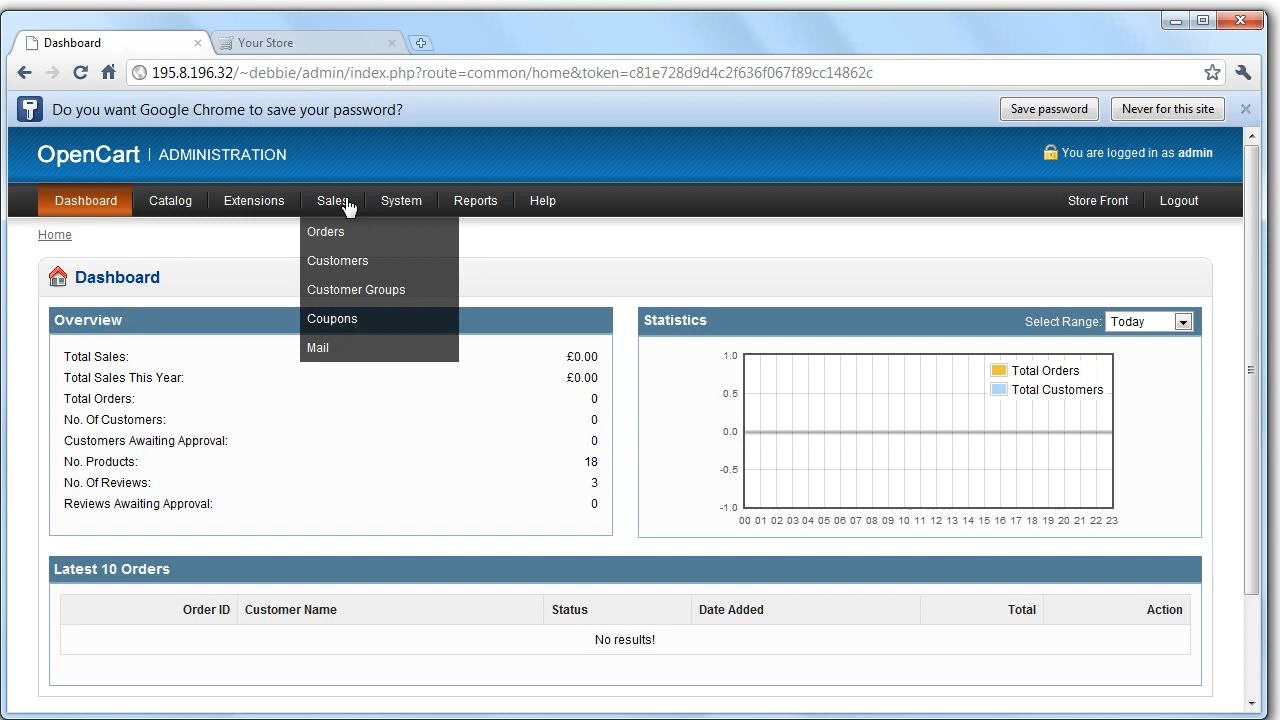 Dashboard
Your Store
195.8.196.32/~debbie/admin/index.php?route=common/home&token=c81e728d9d4c2f636f067f89cc14862c
Do you want Google Chrome to save your password?
Save password
Never for this site
OpenCart | ADMINISTRATION
You are logged in as admin
Dashboard
Catalog
Extensions
Sales
System
Reports
Help
Store Front
Logout
Home
Orders
Customers
Customer Groups
Coupons
Mail
Dashboard
Overview
Total Sales: £0.00
Total Sales This Year: £0.00
Total Orders: 0
No. Of Customers: 0
Customers Awaiting Approval: 0
No. Products: 18
No. Of Reviews: 3
Reviews Awaiting Approval: 0
Statistics
Select Range: Today
1.0
0.5
0.0
-0.5
-1.0
Total Orders
Total Customers
00 01 02 03 04 05 06 07 08 09 10 11 12 13 14 15 16 17 18 19 20 21 22 23
Latest 10 Orders
Order ID Customer Name Status Date Added Total Action
No results!